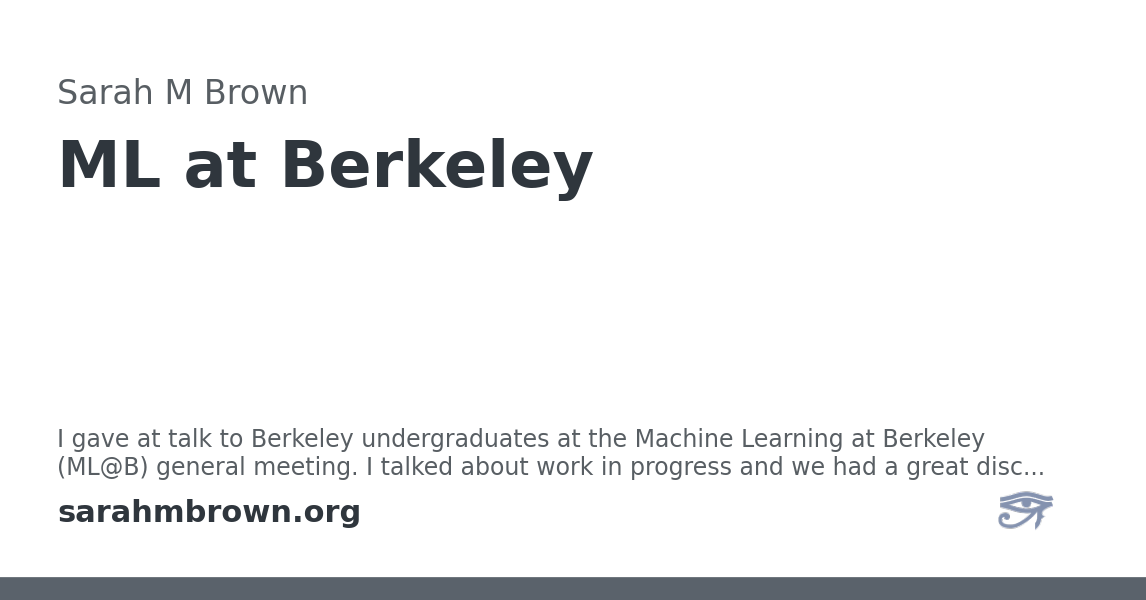 Sarah M Brown
ML at Berkeley
I gave at talk to Berkeley undergraduates at the Machine Learning at Berkeley
(ML@B) general meeting. I talked about work in progress and we had a great disc...
sarahmbrown.org